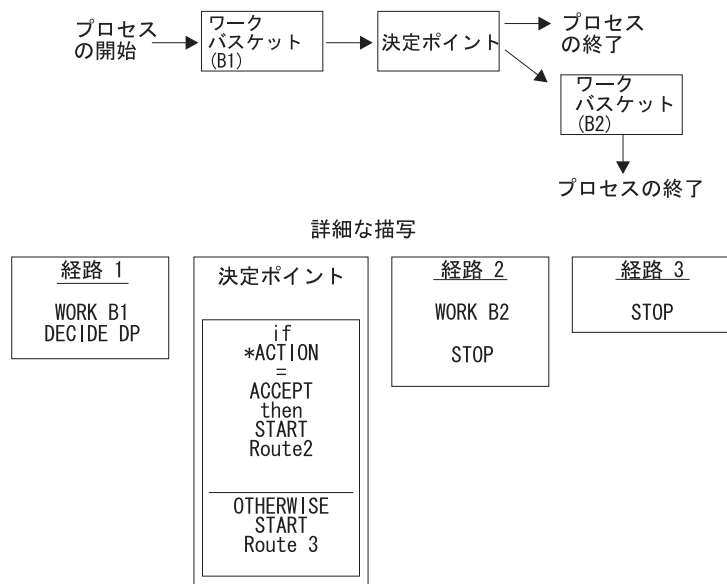 プロセス
の開始
ワーク
バスケット
(B1)
決定ポイント
プロセス
の終了
ワーク
バスケット
(B2)
プロセスの終了
詳細な描写
経路 1
WORK B1
DECIDE DP
決定ポイント
if
*ACTION
=
ACCEPT
then
START
Route2
OTHERWISE
START
Route 3
経路 2
WORK B2
STOP
経路 3
STOP